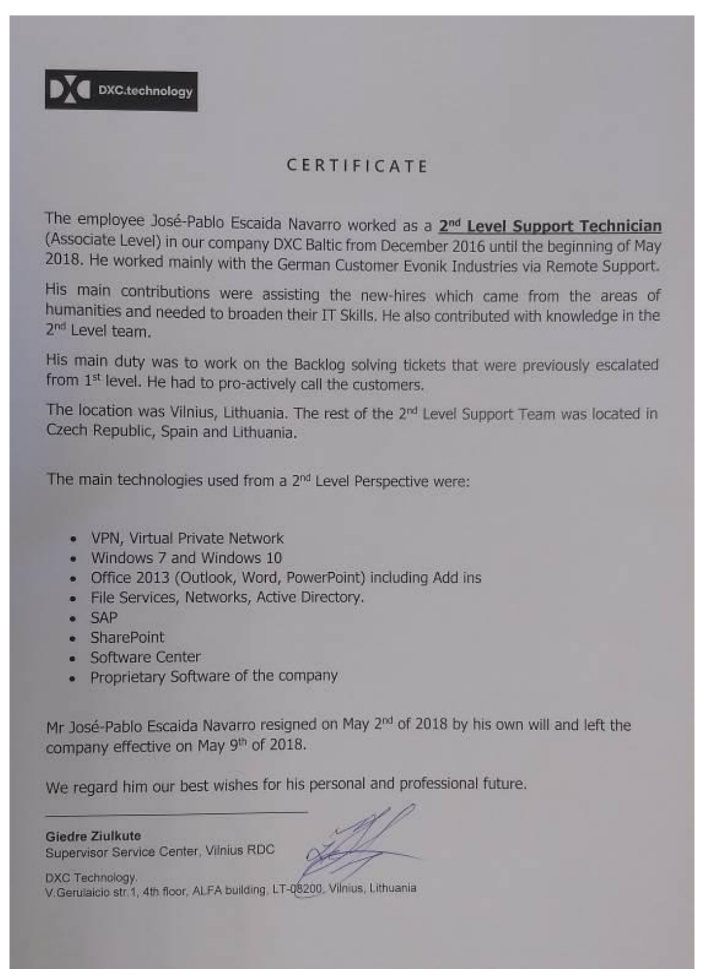 DXC.technology
CERTIFICATE
The employee José-Pablo Escaida Navarro worked as a 2nd Level Support Technician
(Associate Level) in our company DXC Baltic from December 2016 until the beginning of May
2018. He worked mainly with the German Customer Evonik Industries via Remote Support.
His main contributions were assisting the new-hires which came from the areas of
humanities and needed to broaden their IT Skills. He also contributed with knowledge in the
2nd Level team.
His main duty was to work on the Backlog solving tickets that were previously escalated
from 1st level. He had to pro-actively call the customers.
The location was Vilnius, Lithuania. The rest of the 2nd Level Support Team was located in
Czech Republic, Spain and Lithuania.
The main technologies used from a 2nd Level Perspective were:
• VPN, Virtual Private Network
• Windows 7 and Windows 10
• Office 2013 (Outlook, Word, PowerPoint) including Add ins
• File Services, Networks, Active Directory.
• SAP
• SharePoint
• Software Center
• Proprietary Software of the company
Mr José-Pablo Escaida Navarro resigned on May 2nd of 2018 by his own will and left the
company effective on May 9th of 2018.
We regard him our best wishes for his personal and professional future.
Giedre Ziulkute
Supervisor Service Center, Vilnius RDC
DXC Technology.
V.Gerulaicio str.1, 4th floor, ALFA building, LT-08200, Vilnius, Lithuania